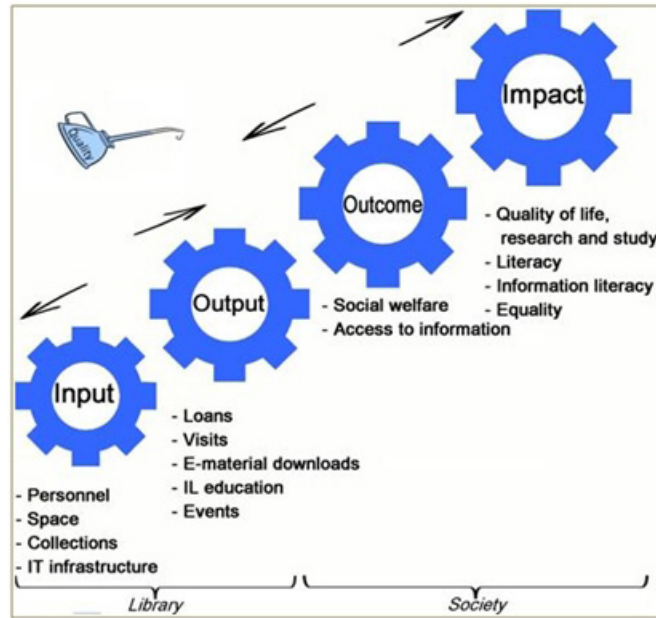 Impact
Quality
Outcome
- Quality of life,
research and study
- Literacy
- Information literacy
- Equality
Output
- Social welfare
- Access to information
Input
- Loans
- Visits
- E-material downloads
- IL education
- Events
- Personnel
- Space
- Collections
- IT infrastructure
Library
Society